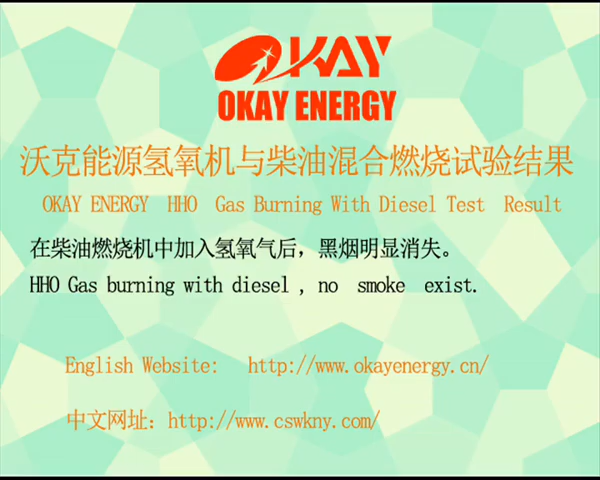 OKAY
OKAY ENERGY
沃克能源氢氧机与柴油混合燃烧试验结果
OKAY ENERGY HHO Gas Burning With Diesel Test Result
在柴油燃烧机中加入氢氧气后，黑烟明显消失。
HHO Gas burning with diesel , no smoke exist.
English Website: http://www.okayenergy.cn/
中文网址：http://www.cswkny.com/